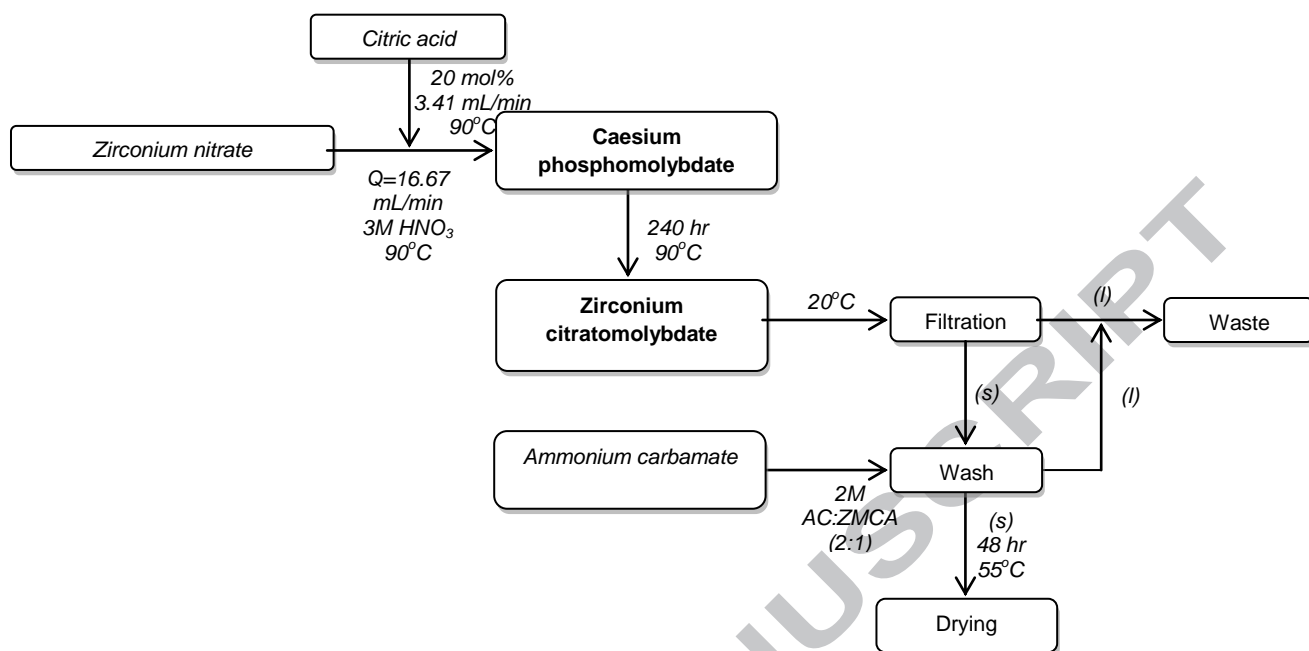 Citric acid
20 mol%
3.41 mL/min
90°C
Zirconium nitrate
Q=16.67
mL/min
3M HNO₃
90°C
Caesium
phosphomolybdate
240 hr
90°C
Zirconium
citratomolybdate
20°C
Filtration
(l)
Waste
(s)
(l)
Ammonium carbamate
2M
AC:ZMCA
(2:1)
Wash
(s)
48 hr
55°C
Drying
USCRIPT